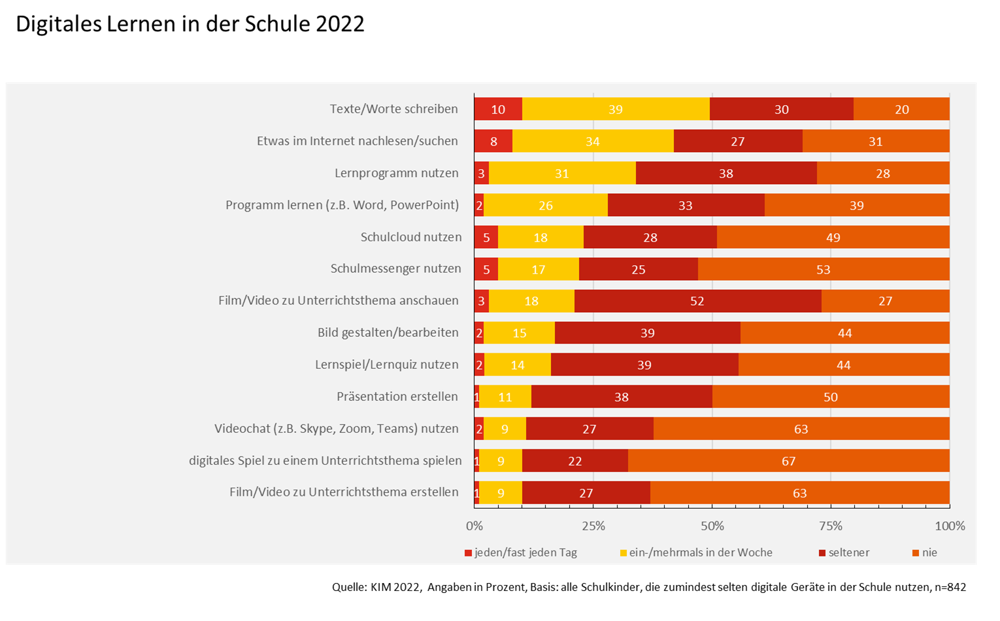 Digitales Lernen in der Schule 2022
Texte/Worte schreiben 10 39 30 20
Etwas im Internet nachlesen/suchen 8 34 27 31
Lernprogramm nutzen 3 31 38 28
Programm lernen (z.B. Word, PowerPoint) 2 26 33 39
Schulcloud nutzen 5 18 28 49
Schulmessenger nutzen 5 17 25 53
Film/Video zu Unterrichtsthema anschauen 3 18 52 27
Bild gestalten/bearbeiten 2 15 39 44
Lernspiel/Lernquiz nutzen 2 14 39 44
Präsentation erstellen 1 11 38 50
Videochat (z.B. Skype, Zoom, Teams) nutzen 2 9 27 63
digitales Spiel zu einem Unterrichtsthema spielen 1 9 22 67
Film/Video zu Unterrichtsthema erstellen 1 9 27 63
0% 25% 50% 75% 100%
jeden/fast jeden Tag ein-/mehrmals in der Woche seltener nie
Quelle: KIM 2022, Angaben in Prozent, Basis: alle Schulkinder, die zumindest selten digitale Geräte in der Schule nutzen, n=842